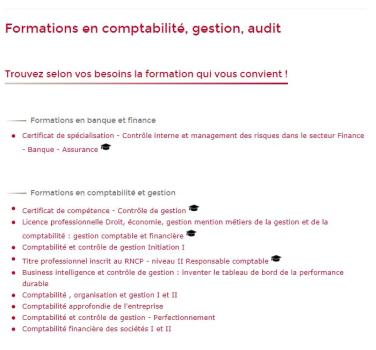 Formations en comptabilité, gestion, audit
Trouvez selon vos besoins la formation qui vous convient !
Formations en banque et finance
Certificat de spécialisation - Contrôle interne et management des risques dans le secteur Finance
- Banque - Assurance
Formations en comptabilité et gestion
Certificat de compétence - Contrôle de gestion
Licence professionnelle Droit, économie, gestion mention métiers de la gestion et de la
comptabilité : gestion comptable et financière
Comptabilité et contrôle de gestion Initiation I
Titre professionnel inscrit au RNCP - niveau II Responsable comptable
Business intelligence et contrôle de gestion : inventer le tableau de bord de la performance
durable
Comptabilité , organisation et gestion I et II
Comptabilité approfondie de l'entreprise
Comptabilité et contrôle de gestion - Perfectionnement
Comptabilité financière des sociétés I et II